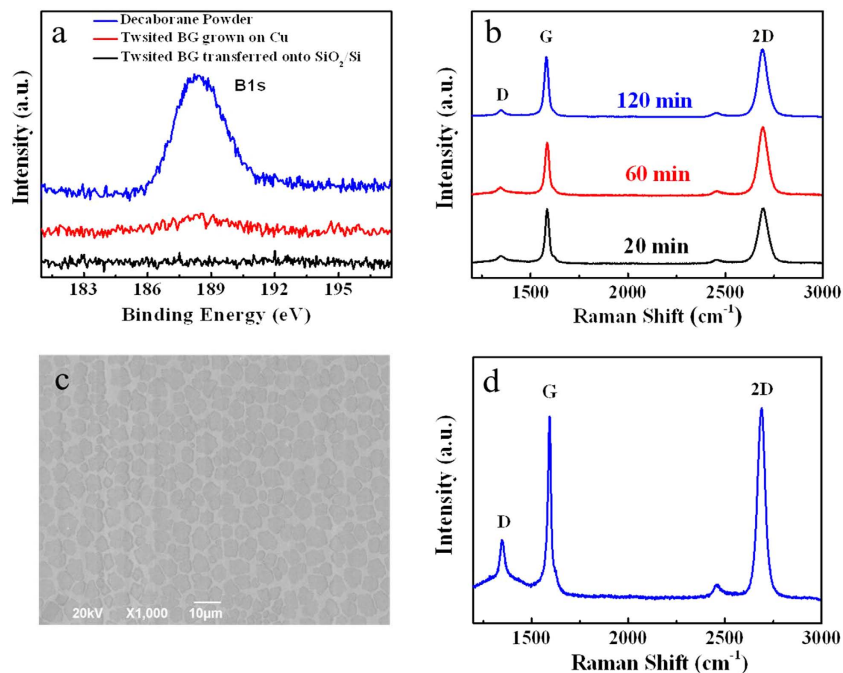 a
Decaborane Powder
Twsited BG grown on Cu
Twsited BG transferred onto SiO₂/Si
B1s
Intensity (a.u.)
183 186 189 192 195
Binding Energy (eV)
b
D G 2D
120 min
60 min
20 min
Intensity (a.u.)
1500 2000 2500 3000
Raman Shift (cm⁻¹)
c
20kV X1,000 10μm
d
D G 2D
Intensity (a.u.)
1500 2000 2500 3000
Raman Shift (cm⁻¹)